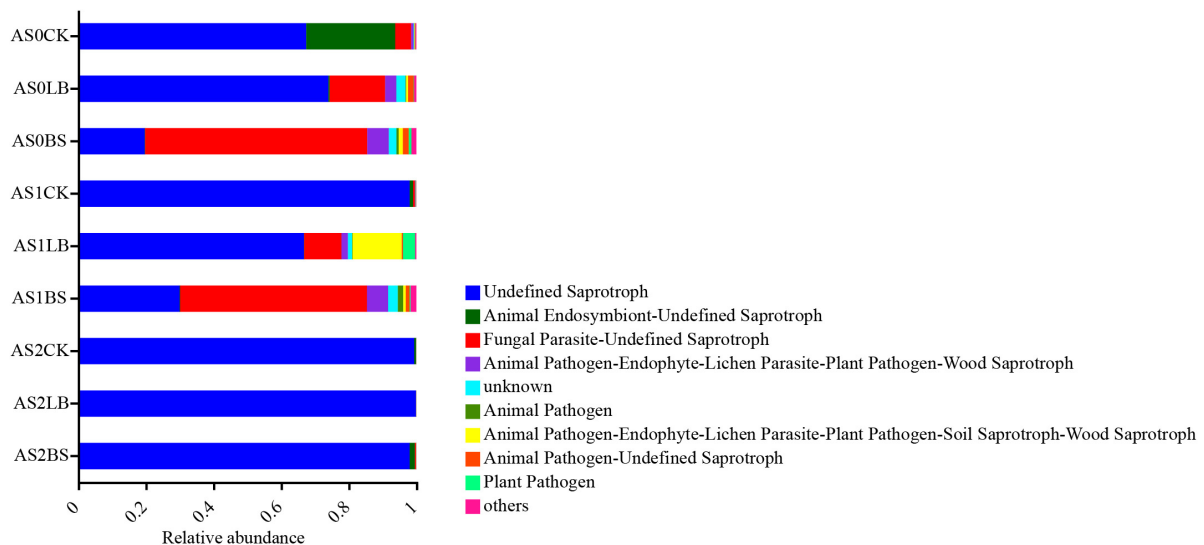 AS0CK
AS0LB
AS0BS
AS1CK
AS1LB
AS1BS
AS2CK
AS2LB
AS2BS
0 0.2 0.4 0.6 0.8 1
Relative abundance
Undefined Saprotroph
Animal Endosymbiont-Undefined Saprotroph
Fungal Parasite-Undefined Saprotroph
Animal Pathogen-Endophyte-Lichen Parasite-Plant Pathogen-Wood Saprotroph
unknown
Animal Pathogen
Animal Pathogen-Endophyte-Lichen Parasite-Plant Pathogen-Soil Saprotroph-Wood Saprotroph
Animal Pathogen-Undefined Saprotroph
Plant Pathogen
others